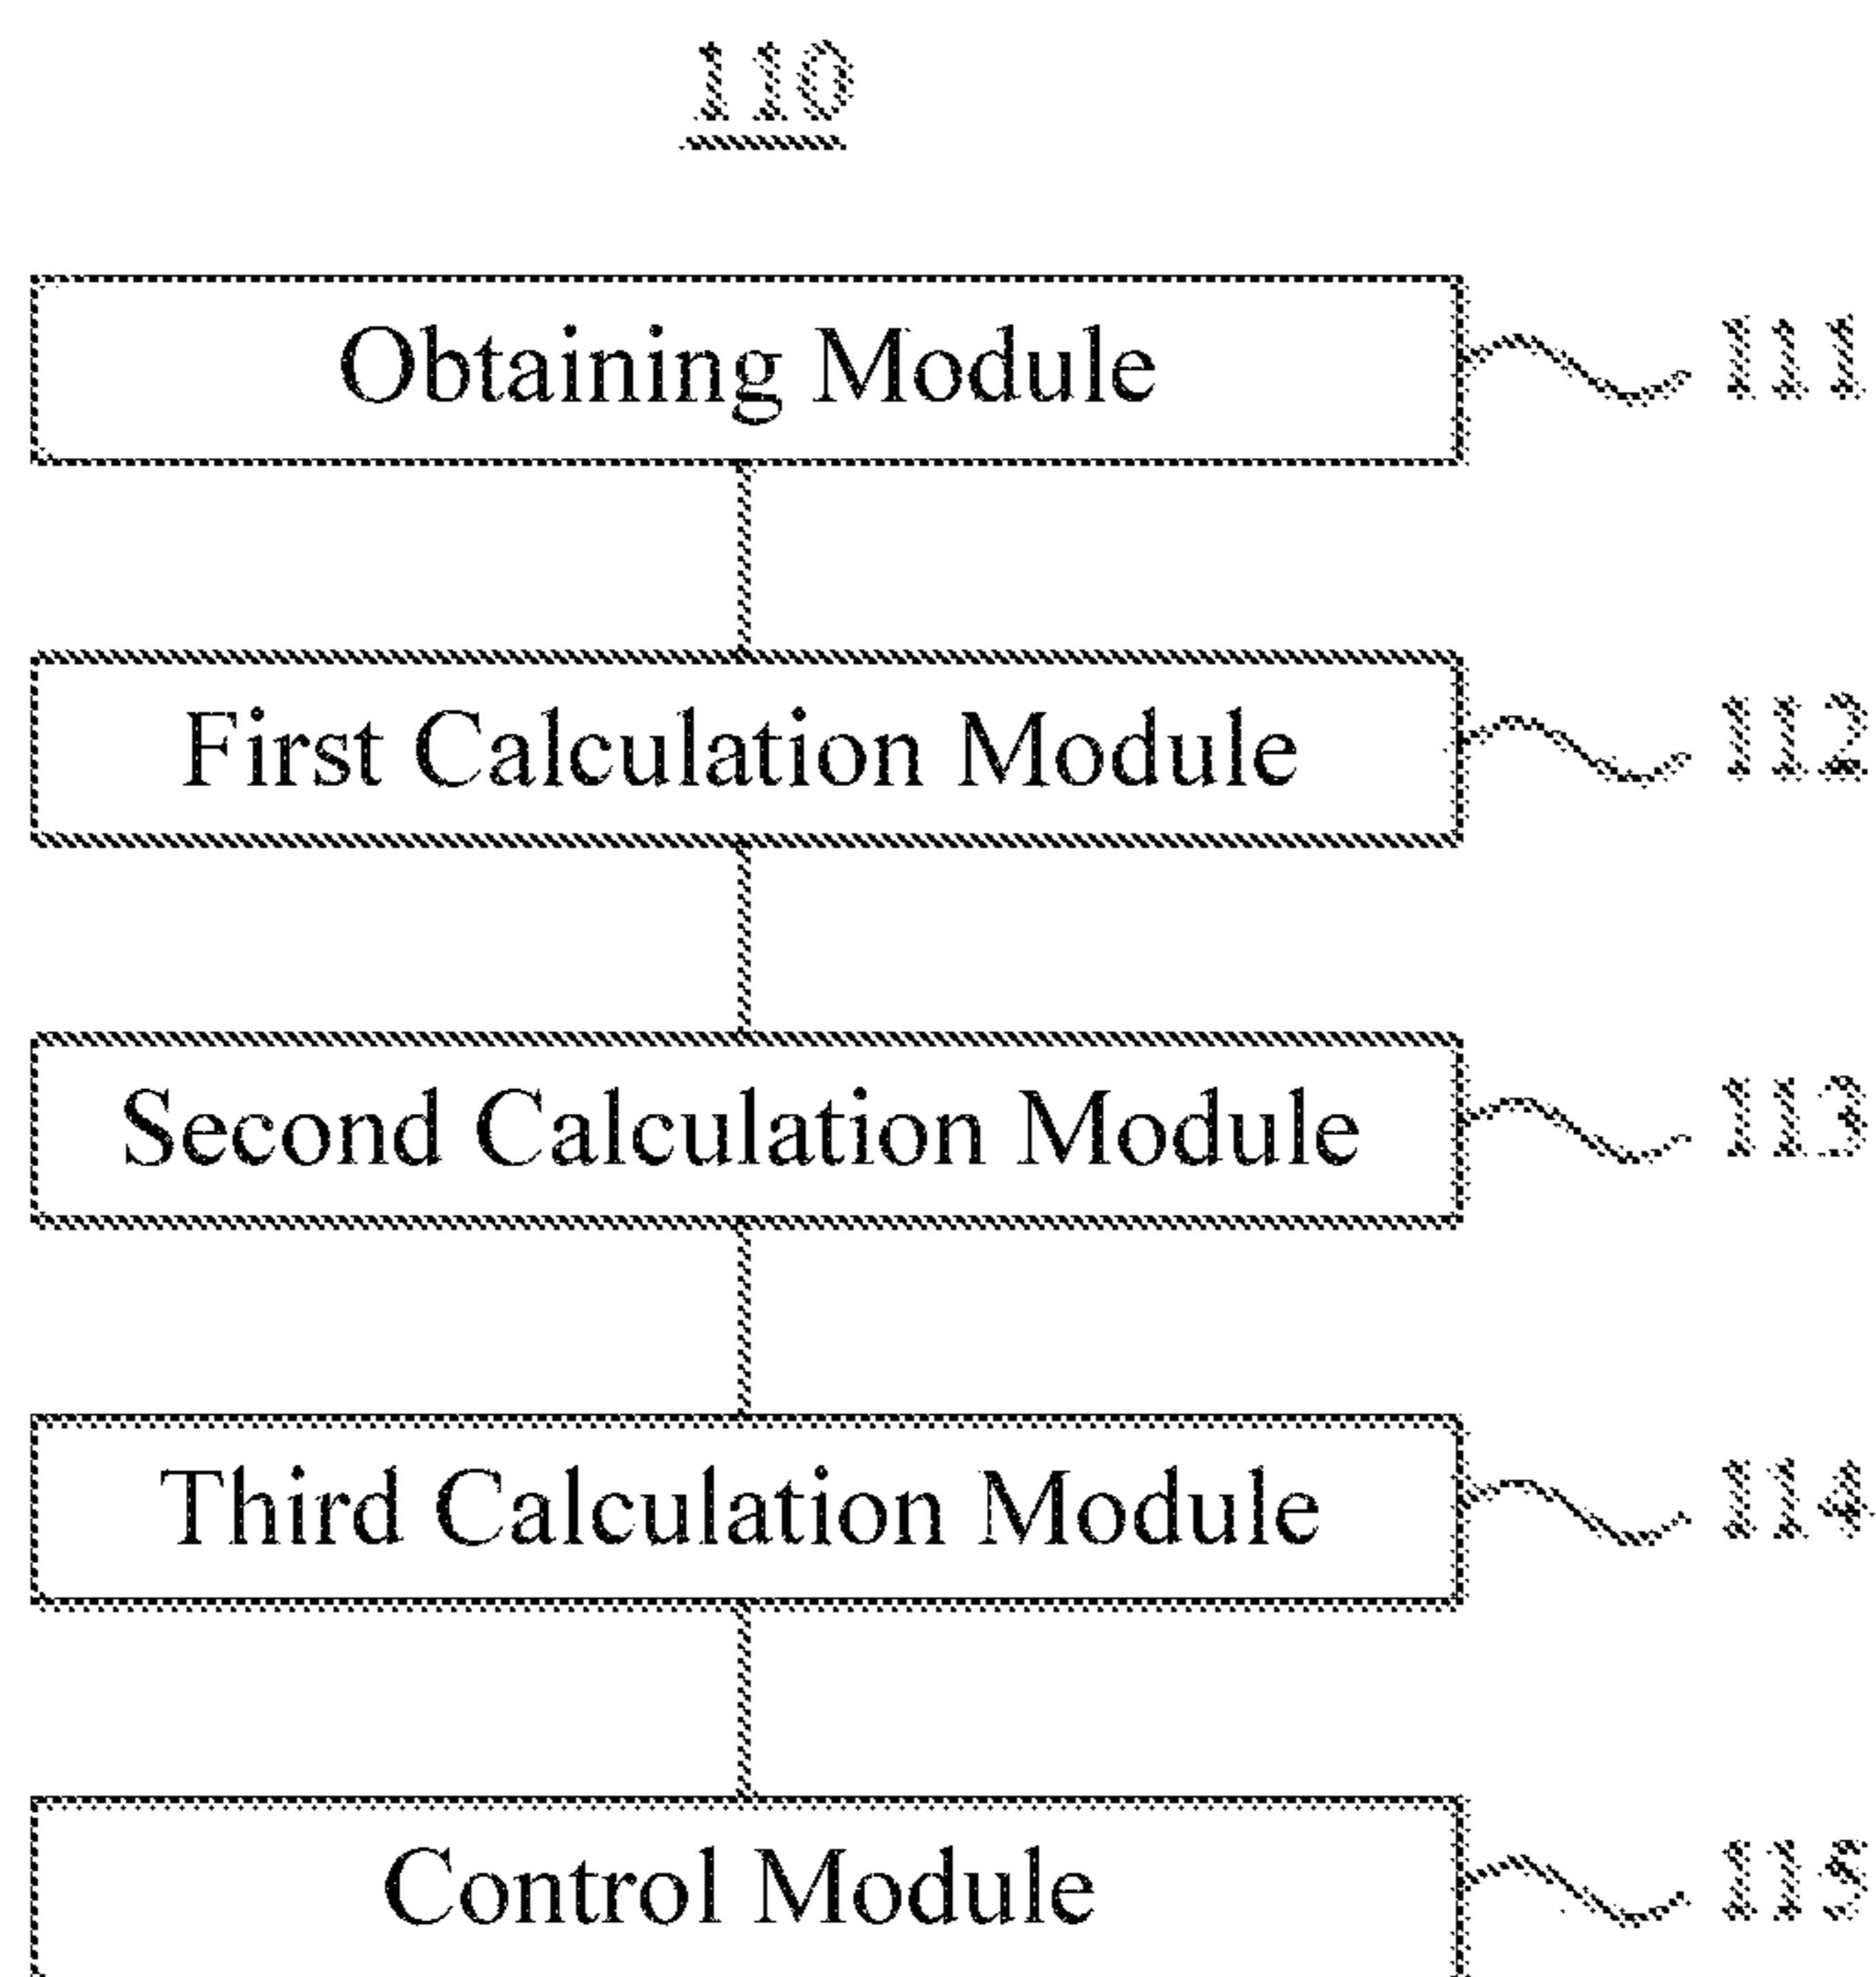 110
Obtaining Module 111
First Calculation Module 112
Second Calculation Module 113
Third Calculation Module 114
Control Module 115